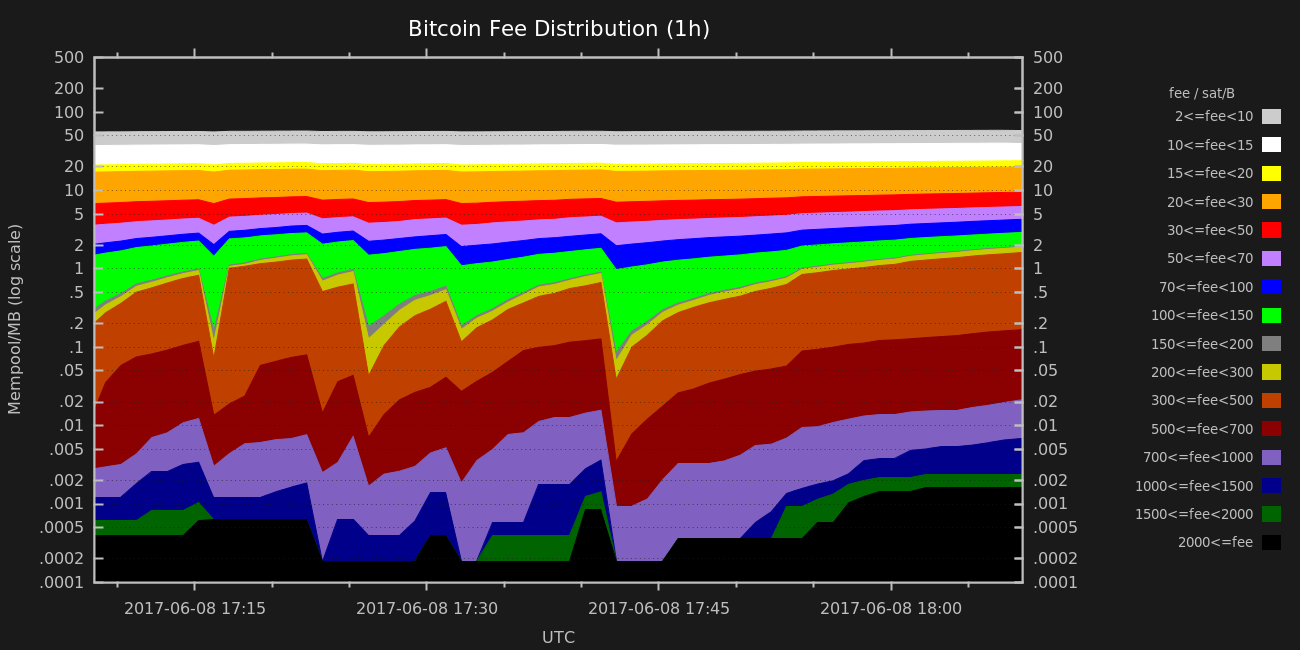 Bitcoin Fee Distribution (1h)
500 500
200 200
100 100
50 50
20 20
10 10
5 5
2 2
1 1
.5 .5
.2 .2
.1 .1
.05 .05
.02 .02
.01 .01
.005 .005
.002 .002
.001 .001
.0005 .0005
.0002 .0002
.0001 .0001
Mempool/MB (log scale)
2017-06-08 17:15 2017-06-08 17:30 2017-06-08 17:45 2017-06-08 18:00
UTC
fee / sat/B
2<=fee<10
10<=fee<15
15<=fee<20
20<=fee<30
30<=fee<50
50<=fee<70
70<=fee<100
100<=fee<150
150<=fee<200
200<=fee<300
300<=fee<500
500<=fee<700
700<=fee<1000
1000<=fee<1500
1500<=fee<2000
2000<=fee